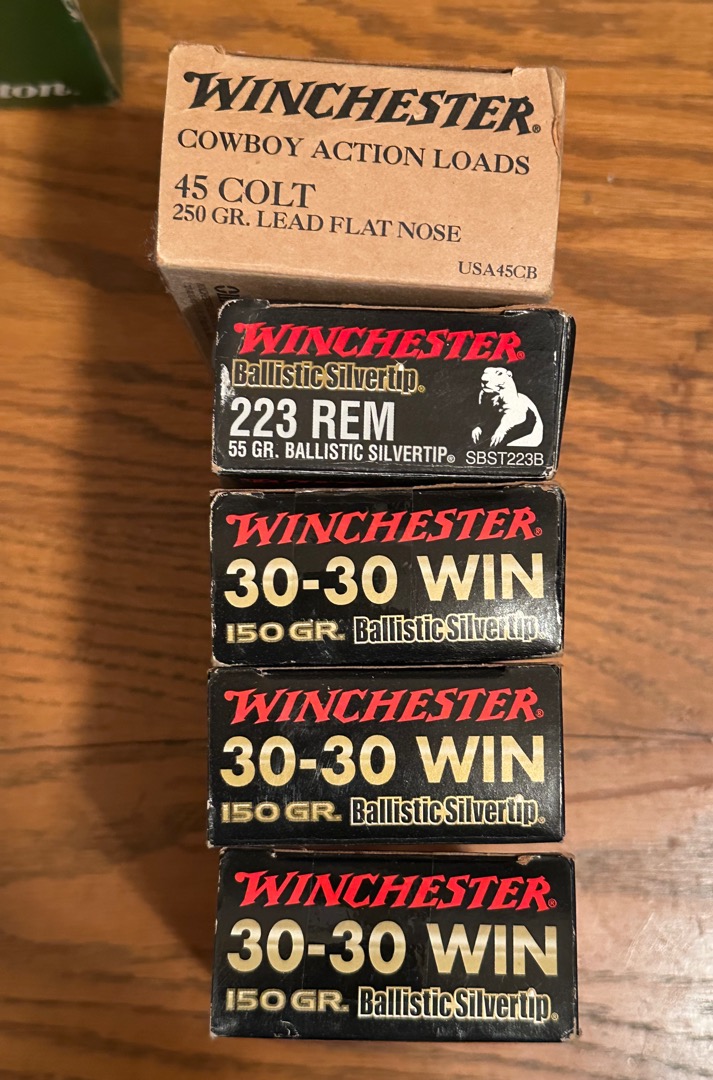 ton.
WINCHESTER®
COWBOY ACTION LOADS
45 COLT
250 GR. LEAD FLAT NOSE
USA45CB
WINCHESTER®
Ballistic Silvertip®
223 REM
55 GR. BALLISTIC SILVERTIP® SBST223B
WINCHESTER®
30-30 WIN
150 GR. Ballistic Silvertip®
WINCHESTER®
30-30 WIN
150 GR. Ballistic Silvertip®
WINCHESTER®
30-30 WIN
150 GR. Ballistic Silvertip®